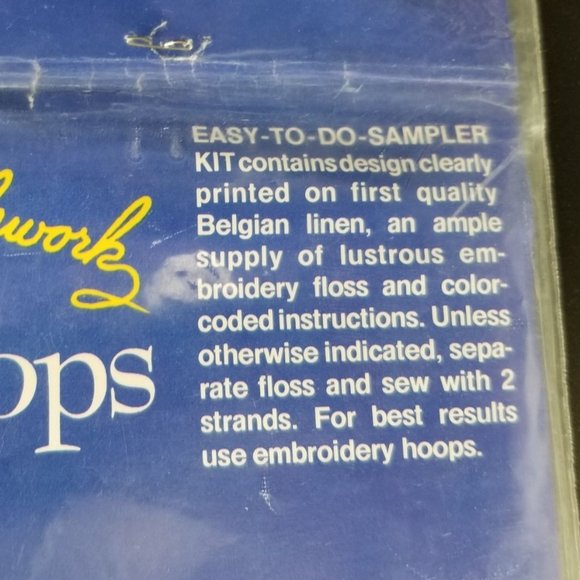 EASY-TO-DO-SAMPLER
KIT contains design clearly
printed on first quality
Belgian linen, an ample
supply of lustrous em-
broidery floss and color-
coded instructions. Unless
otherwise indicated, sepa-
rate floss and sew with 2
strands. For best results
use embroidery hoops.
work
ops